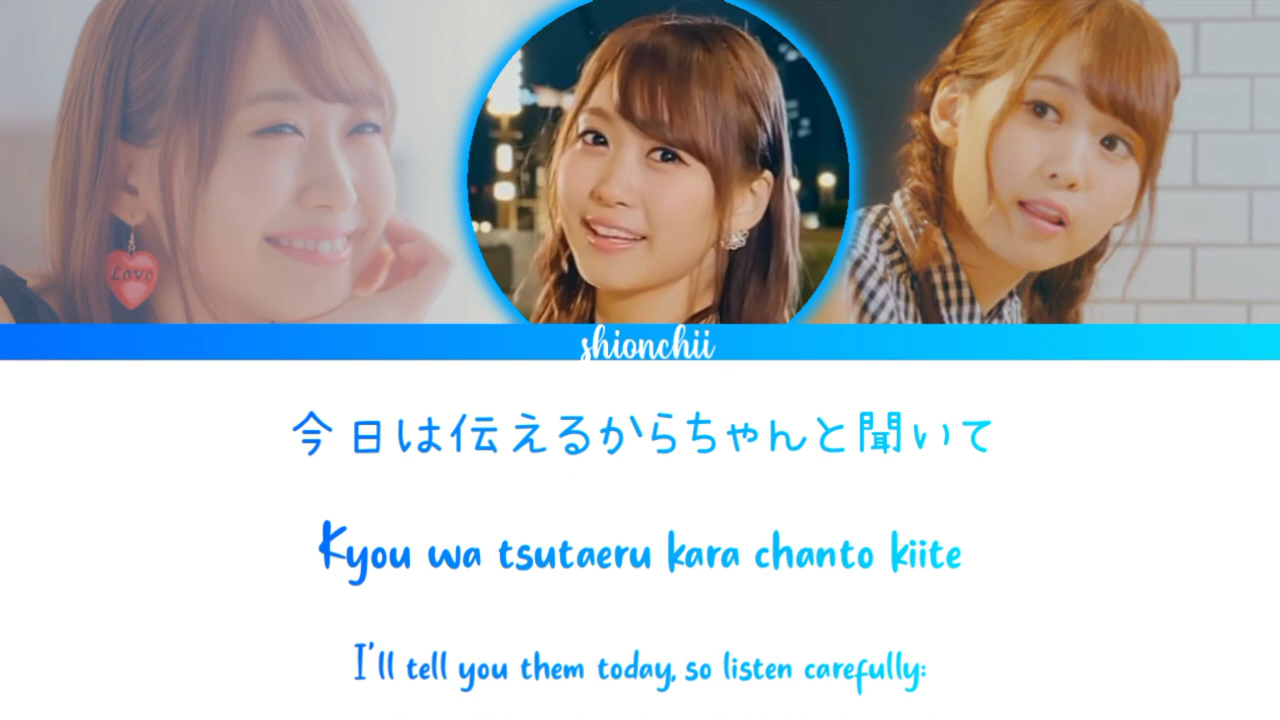 Love
shionchii
今日は伝えるからちゃんと聞いて
Kyou wa tsutaeru kara chanto kiite
I'll tell you them today, so listen carefully: